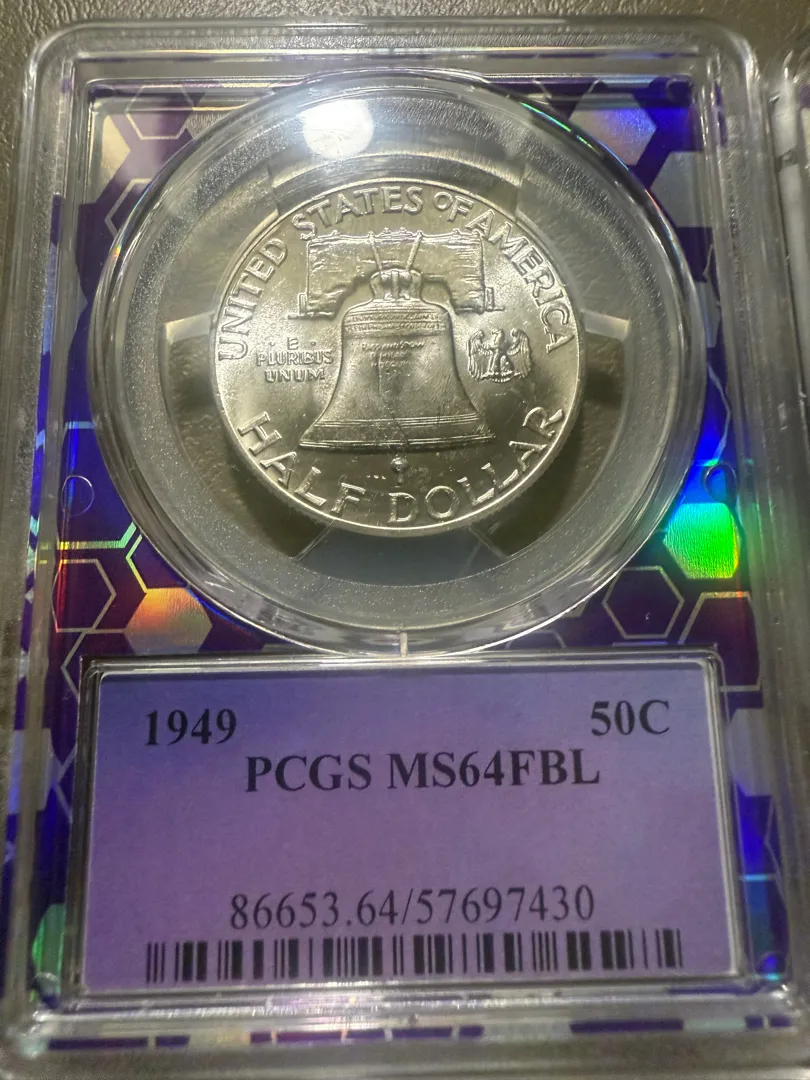 UNITED STATES OF AMERICA
E
PLURIBUS
UNUM
HALF DOLLAR
1949 50C
PCGS MS64FBL
86653.64/57697430